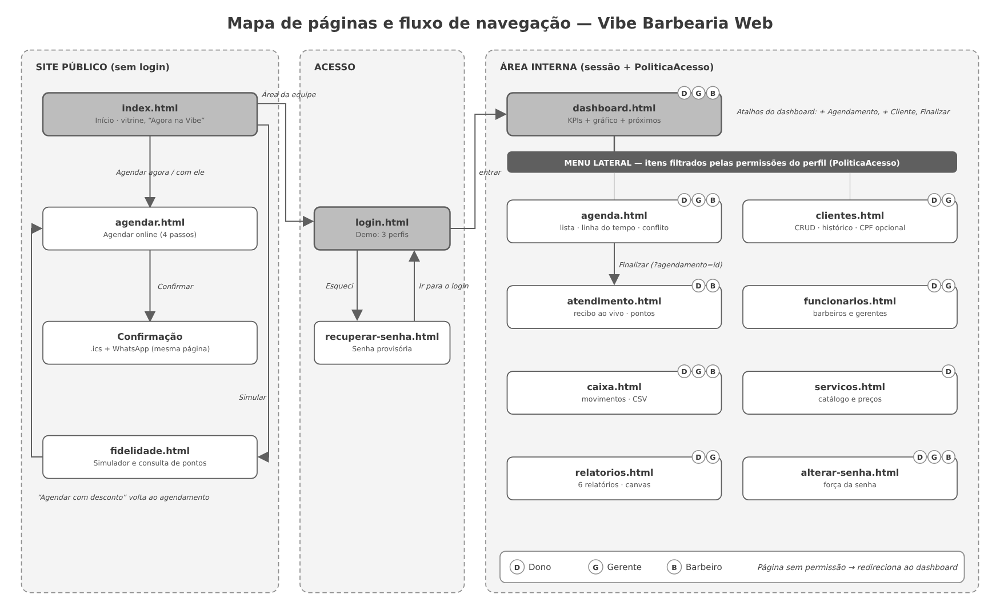 Mapa de páginas e fluxo de navegação — Vibe Barbearia Web
SITE PÚBLICO (sem login)
index.html
Início · vitrine, “Agora na Vibe”
Área da equipe
Agendar agora / com ele
agendar.html
Agendar online (4 passos)
Confirmar
Confirmação
.ics + WhatsApp (mesma página)
Simular
fidelidade.html
Simulador e consulta de pontos
“Agendar com desconto” volta ao agendamento
ACESSO
login.html
Demo: 3 perfis
Esqueci
Ir para o login
recuperar-senha.html
Senha provisória
entrar
ÁREA INTERNA (sessão + PoliticaAcesso)
D G B
dashboard.html
KPIs + gráfico + próximos
Atalhos do dashboard: + Agendamento, + Cliente, Finalizar
MENU LATERAL — itens filtrados pelas permissões do perfil (PoliticaAcesso)
D G B
agenda.html
lista · linha do tempo · conflito
D G
clientes.html
CRUD · histórico · CPF opcional
Finalizar (?agendamento=id)
D B
atendimento.html
recibo ao vivo · pontos
D G
funcionarios.html
barbeiros e gerentes
D G B
caixa.html
movimentos · CSV
D
servicos.html
catálogo e preços
D G
relatorios.html
6 relatórios · canvas
D G B
alterar-senha.html
força da senha
D Dono
G Gerente
B Barbeiro
Página sem permissão → redireciona ao dashboard